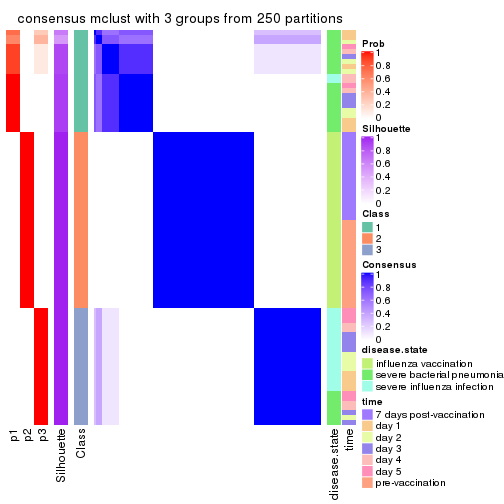 consensus mclust with 3 groups from 250 partitions
Prob
1
0.8
0.6
0.4
0.2
0
Silhouette
1
0.8
0.6
0.4
0.2
0
Class
1
2
3
Consensus
1
0.8
0.6
0.4
0.2
0
disease.state
influenza vaccination
severe bacterial pneumonia
severe influenza infection
time
7 days post-vaccination
day 1
day 2
day 3
day 4
day 5
pre-vaccination
p1
p2
p3
Silhouette
Class
disease.state
time